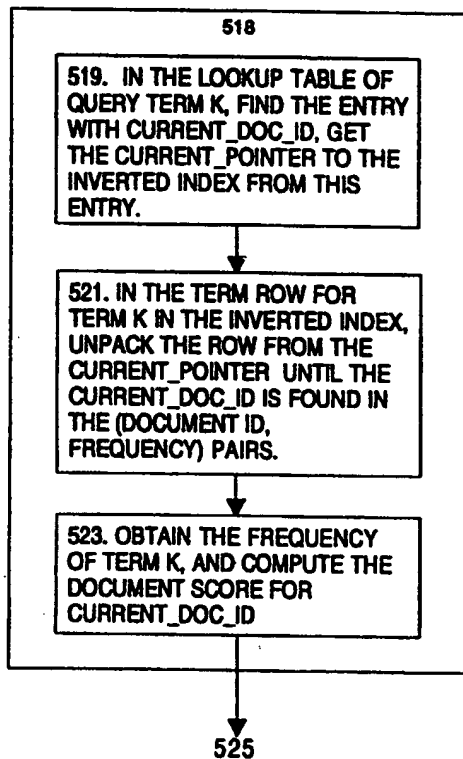 518
519. IN THE LOOKUP TABLE OF
QUERY TERM K, FIND THE ENTRY
WITH CURRENT_DOC_ID, GET
THE CURRENT_POINTER TO THE
INVERTED INDEX FROM THIS
ENTRY.
521. IN THE TERM ROW FOR
TERM K IN THE INVERTED INDEX,
UNPACK THE ROW FROM THE
CURRENT_POINTER UNTIL THE
CURRENT_DOC_ID IS FOUND IN
THE (DOCUMENT ID,
FREQUENCY) PAIRS.
523. OBTAIN THE FREQUENCY
OF TERM K, AND COMPUTE THE
DOCUMENT SCORE FOR
CURRENT_DOC_ID
525